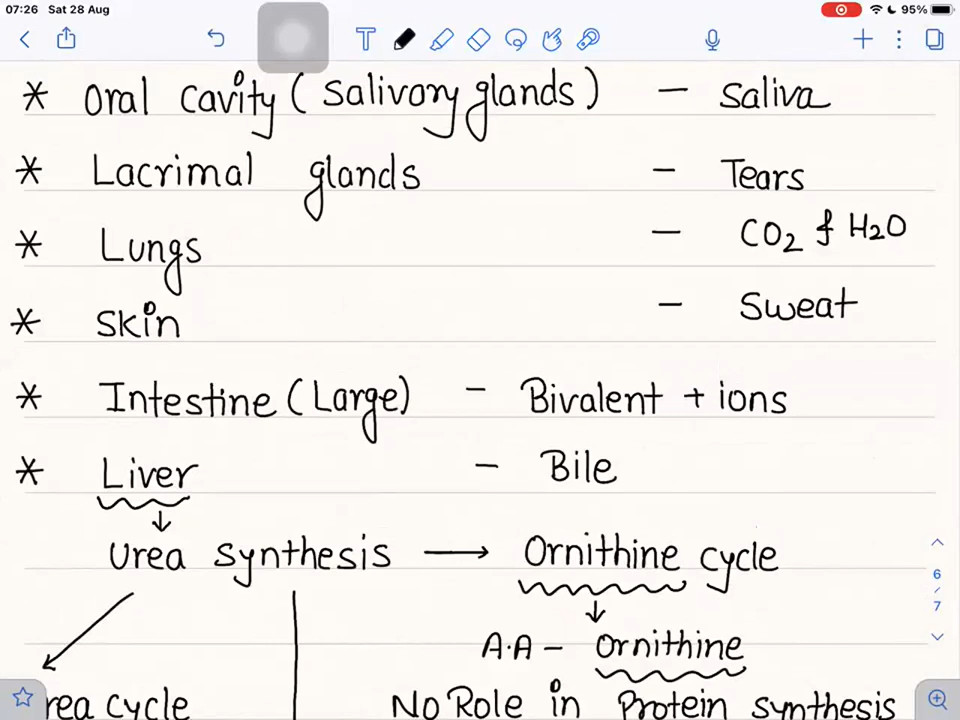 07:26 Sat 28 Aug 95%
* Oral cavity (Salivary glands) - Saliva
* Lacrimal glands - Tears
* Lungs - CO2 & H2O
* Skin - Sweat
* Intestine (Large) - Bivalent + ions
* Liver - Bile
↓
Urea synthesis → Ornithine cycle
↓
A.A - Ornithine
rea cycle No Role in Protein synthesis
6
/
7